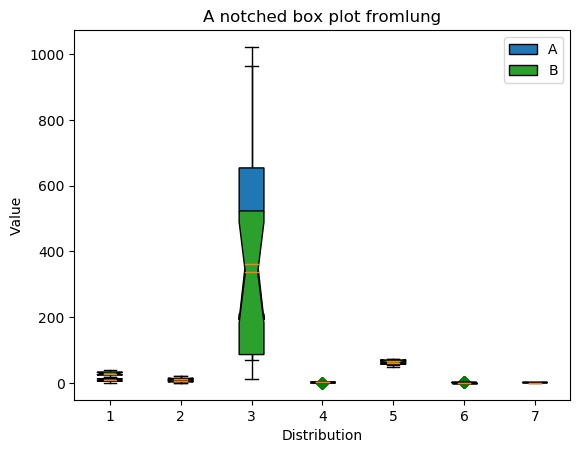 A notched box plot fromlung
A
B
Value
1000
800
600
400
200
0
1 2 3 4 5 6 7
Distribution